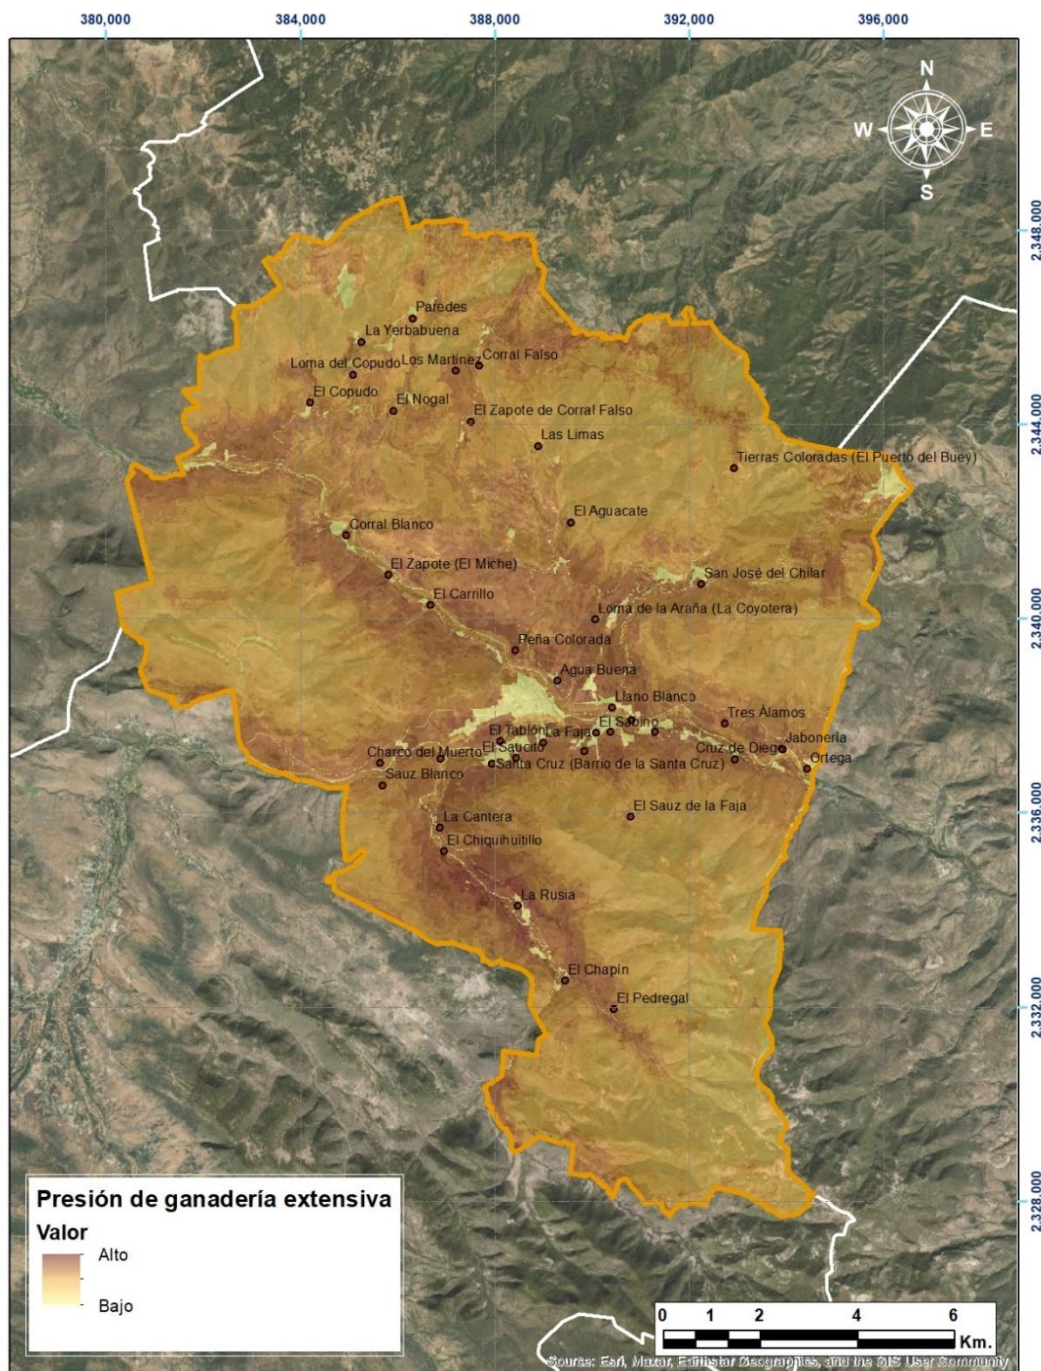 380,000 384,000 388,000 392,000 396,000
N
W E
S
2.348.000
Paredes
La Yerbabuena
Loma del Copudo Los Martínez Corral Falso
El Copudo
El Nogal
El Zapote de Corral Falso
2.344.000
Las Limas
Tierras Coloradas (El Puerto del Buey)
El Aguacate
Corral Blanco
El Zapote (El Miche)
San José del Chilar
El Carrillo
Loma de la Araña (La Coyotera)
2.340.000
Peña Colorada
Agua Buena
Llano Blanco
El Sabino
Tres Álamos
El Tablón La Faja
Charco del Muerto El Saucito
Cruz de Diego
Jabonería
Santa Cruz (Barrio de la Santa Cruz)
Ortega
Sauz Blanco
El Sauz de la Faja
2.336.000
La Cantera
El Chiquihuitillo
La Rusia
El Chapín
El Pedregal
2.332.000
2.328.000
Presión de ganadería extensiva
Valor
Alto
Bajo
0 1 2 4 6
Km.
Source: Esri, Maxar, Earthstar Geographics, and the GIS User Community